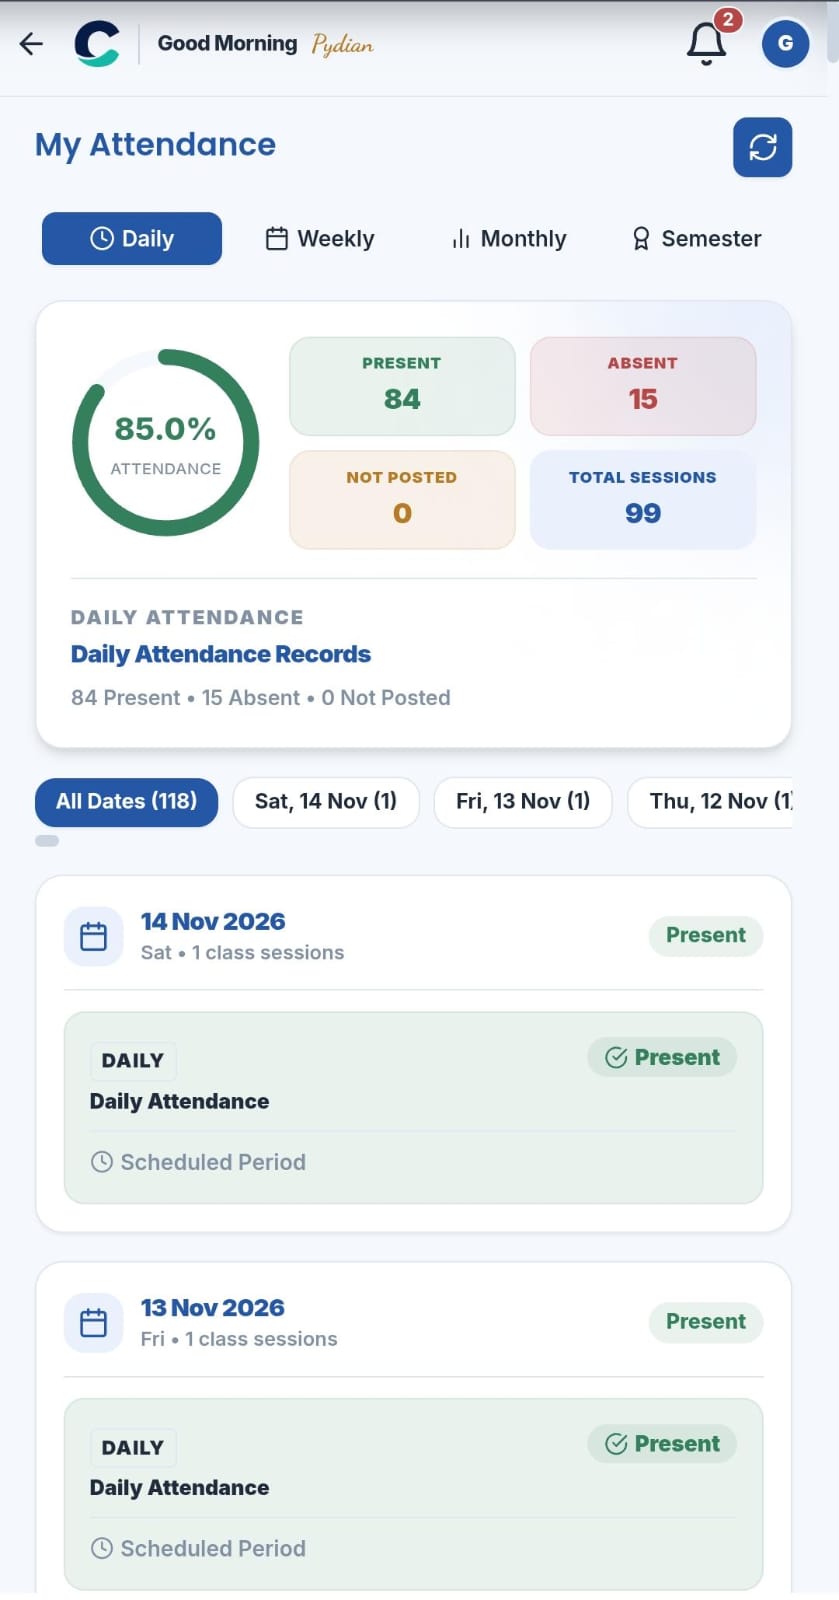 Good Morning Pydian
2
G
My Attendance
Daily
Weekly
Monthly
Semester
85.0%
ATTENDANCE
PRESENT
84
ABSENT
15
NOT POSTED
0
TOTAL SESSIONS
99
DAILY ATTENDANCE
Daily Attendance Records
84 Present • 15 Absent • 0 Not Posted
All Dates (118)
Sat, 14 Nov (1)
Fri, 13 Nov (1)
Thu, 12 Nov (1)
14 Nov 2026
Sat • 1 class sessions
Present
DAILY
Present
Daily Attendance
Scheduled Period
13 Nov 2026
Fri • 1 class sessions
Present
DAILY
Present
Daily Attendance
Scheduled Period